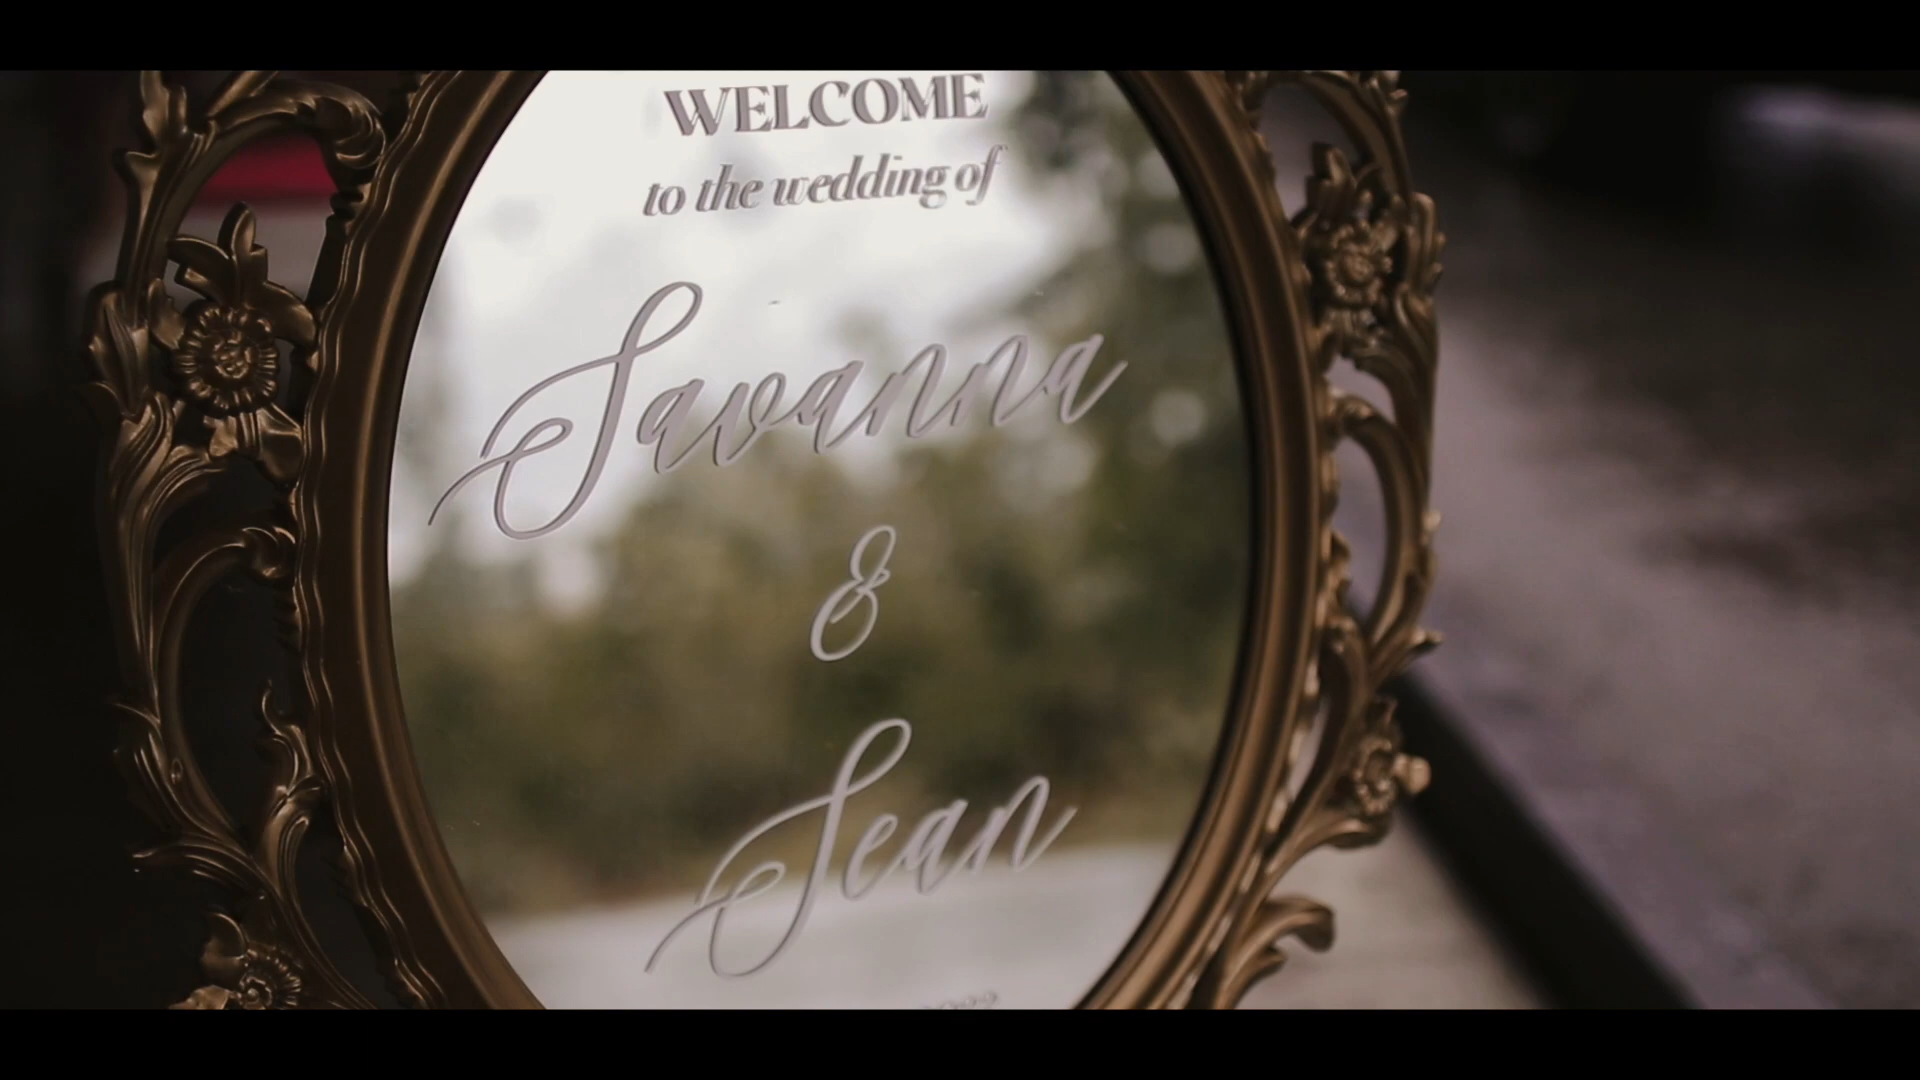 WELCOME
to the wedding of
Savanna
&
Sean